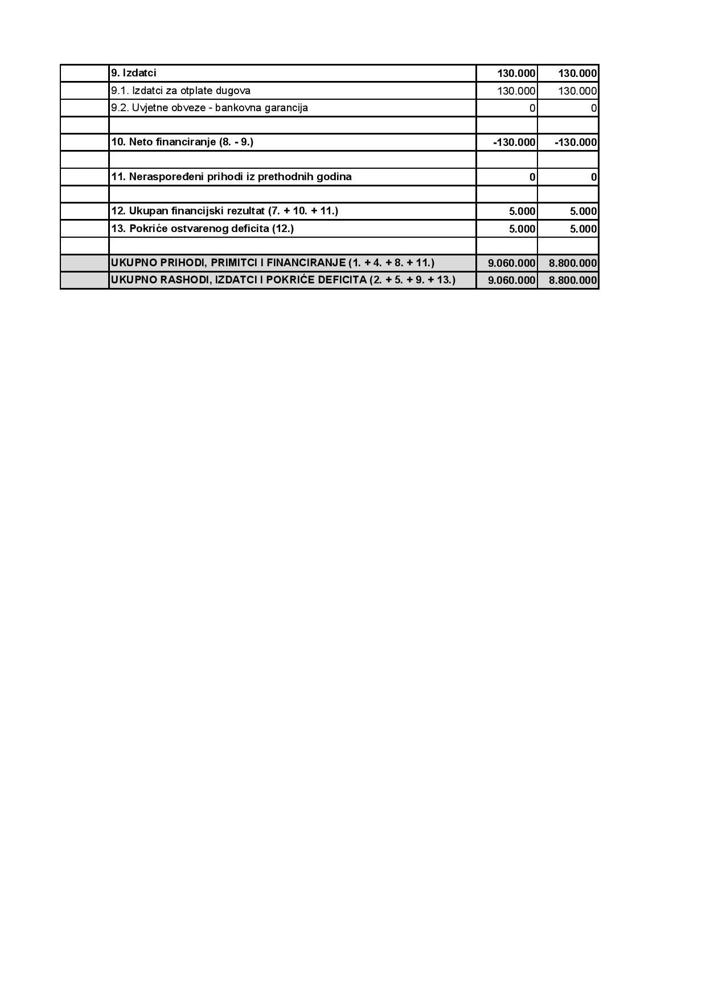 9. Izdatci 130.000 130.000
9.1. Izdatci za otplate dugova 130.000 130.000
9.2. Uvjetne obveze - bankovna garancija 0 0
10. Neto financiranje (8. - 9.) -130.000 -130.000
11. Neraspoređeni prihodi iz prethodnih godina 0 0
12. Ukupan financijski rezultat (7. + 10. + 11.) 5.000 5.000
13. Pokriće ostvarenog deficita (12.) 5.000 5.000
UKUPNO PRIHODI, PRIMITCI I FINANCIRANJE (1. + 4. + 8. + 11.) 9.060.000 8.800.000
UKUPNO RASHODI, IZDATCI I POKRIĆE DEFICITA (2. + 5. + 9. + 13.) 9.060.000 8.800.000